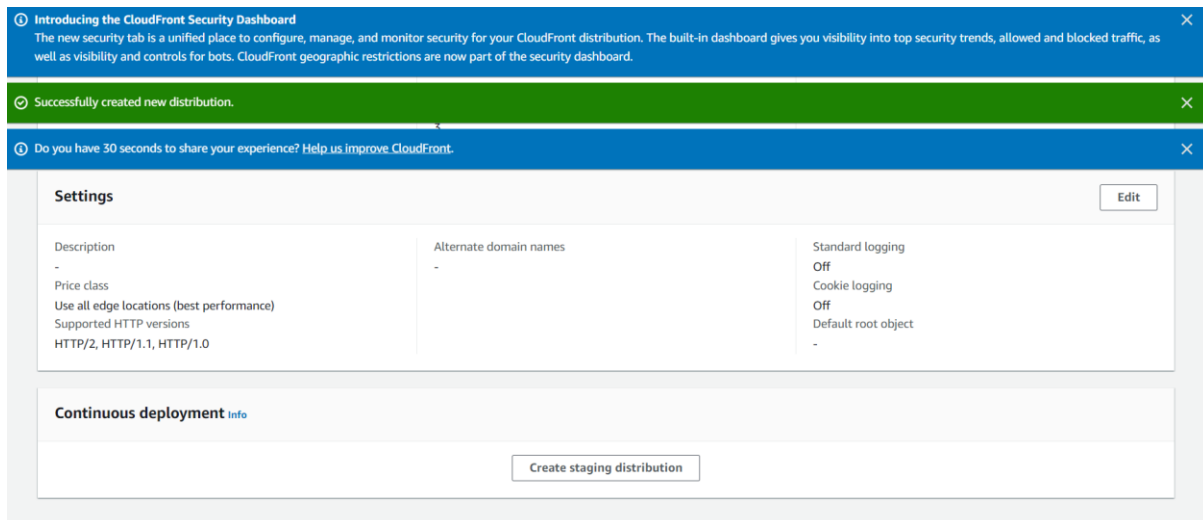 Introducing the CloudFront Security Dashboard
The new security tab is a unified place to configure, manage, and monitor security for your CloudFront distribution. The built-in dashboard gives you visibility into top security trends, allowed and blocked traffic, as
well as visibility and controls for bots. CloudFront geographic restrictions are now part of the security dashboard.
Successfully created new distribution.
Do you have 30 seconds to share your experience? Help us improve CloudFront.
Settings
Edit
Description
-
Price class
Use all edge locations (best performance)
Supported HTTP versions
HTTP/2, HTTP/1.1, HTTP/1.0
Alternate domain names
-
Standard logging
Off
Cookie logging
Off
Default root object
-
Continuous deployment Info
Create staging distribution